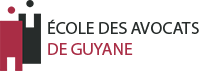 ÉCOLE DES AVOCATS
DE GUYANE